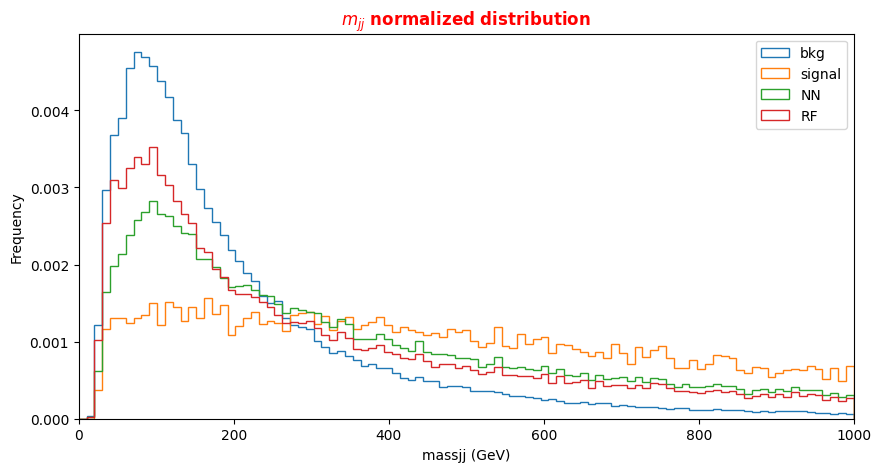 m_jj normalized distribution
bkg
signal
NN
RF
Frequency
0.004
0.003
0.002
0.001
0.000
0 200 400 600 800 1000
massjj (GeV)